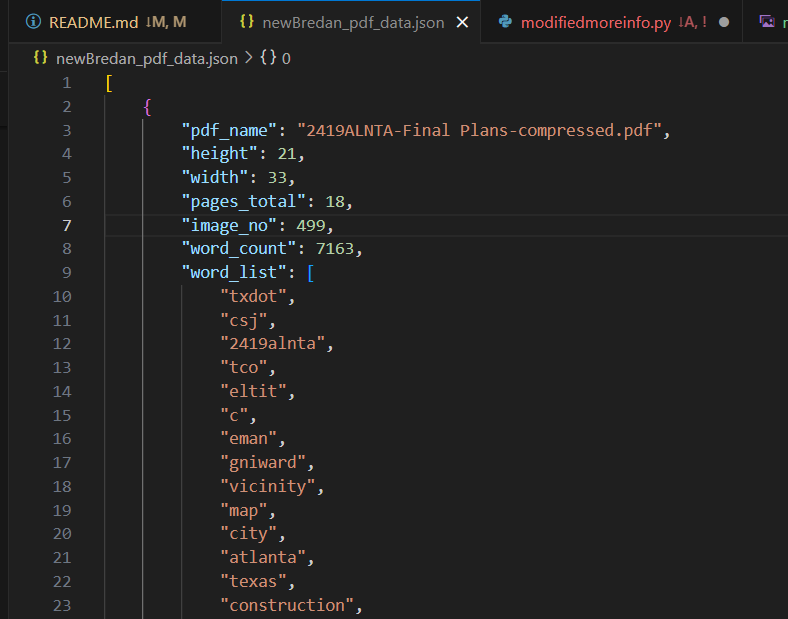 README.md ↓M, M
{} newBredan_pdf_data.json ×
modifiedmoreinfo.py ↓A, ! ●
{} newBredan_pdf_data.json > {} 0
1 [
2 {
3 "pdf_name": "2419ALNTA-Final Plans-compressed.pdf",
4 "height": 21,
5 "width": 33,
6 "pages_total": 18,
7 "image_no": 499,
8 "word_count": 7163,
9 "word_list": [
10 "txdot",
11 "csj",
12 "2419alnta",
13 "tco",
14 "eltit",
15 "c",
16 "eman",
17 "gniward",
18 "vicinity",
19 "map",
20 "city",
21 "atlanta",
22 "texas",
23 "construction",